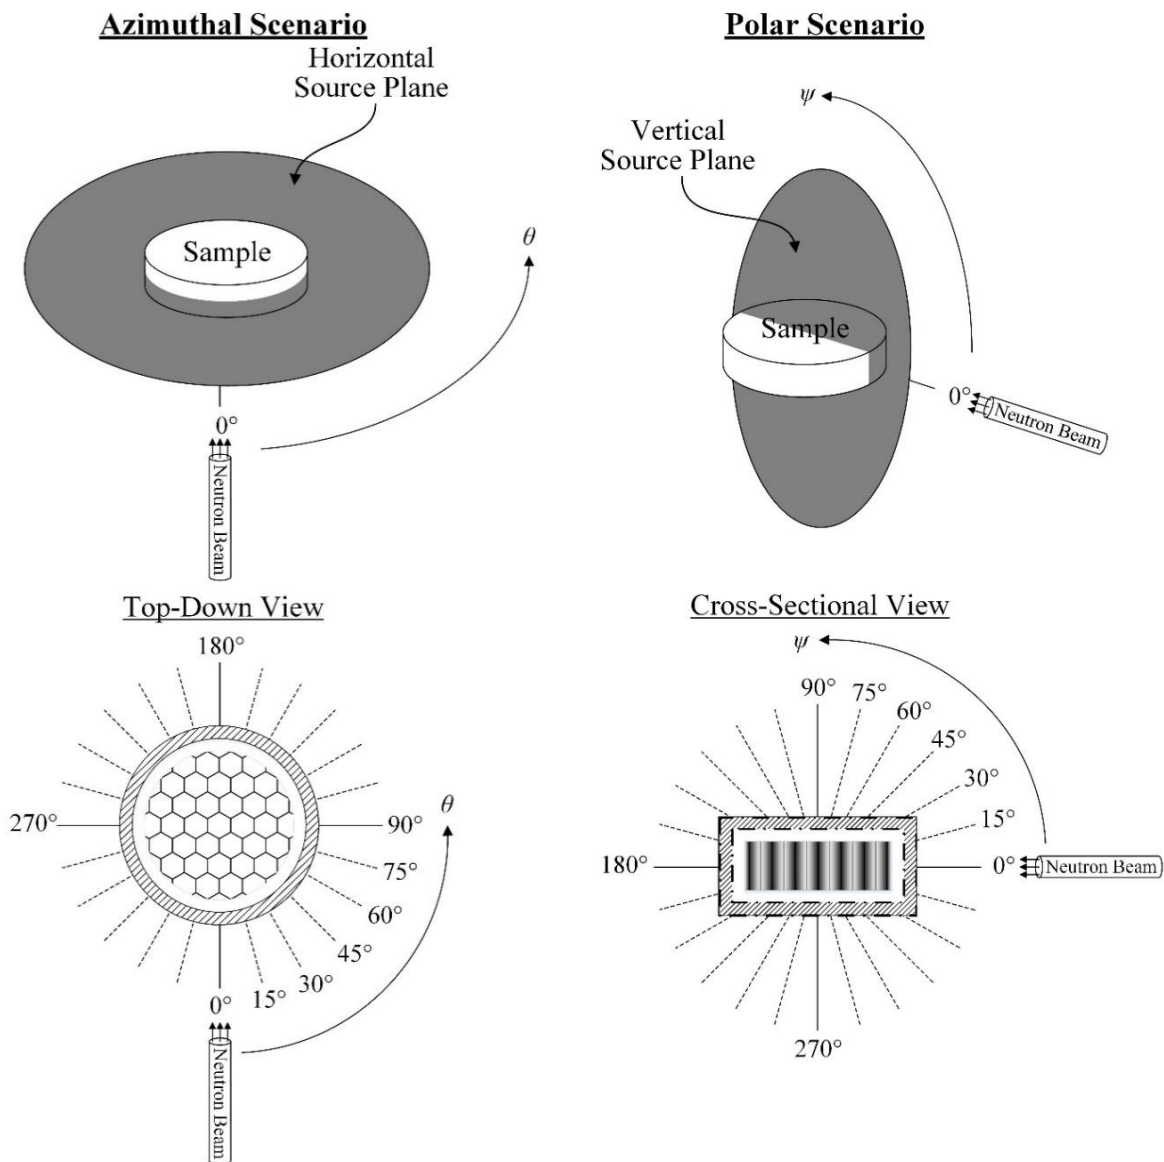 Azimuthal Scenario
Horizontal
Source Plane
Sample
θ
0°
Neutron Beam
Polar Scenario
ψ
Vertical
Source Plane
Sample
0°
Neutron Beam
Top-Down View
180°
270°
90°
θ
75°
60°
45°
30°
15°
0°
Neutron Beam
Cross-Sectional View
ψ
90°
75°
60°
45°
30°
15°
180°
0°
Neutron Beam
270°